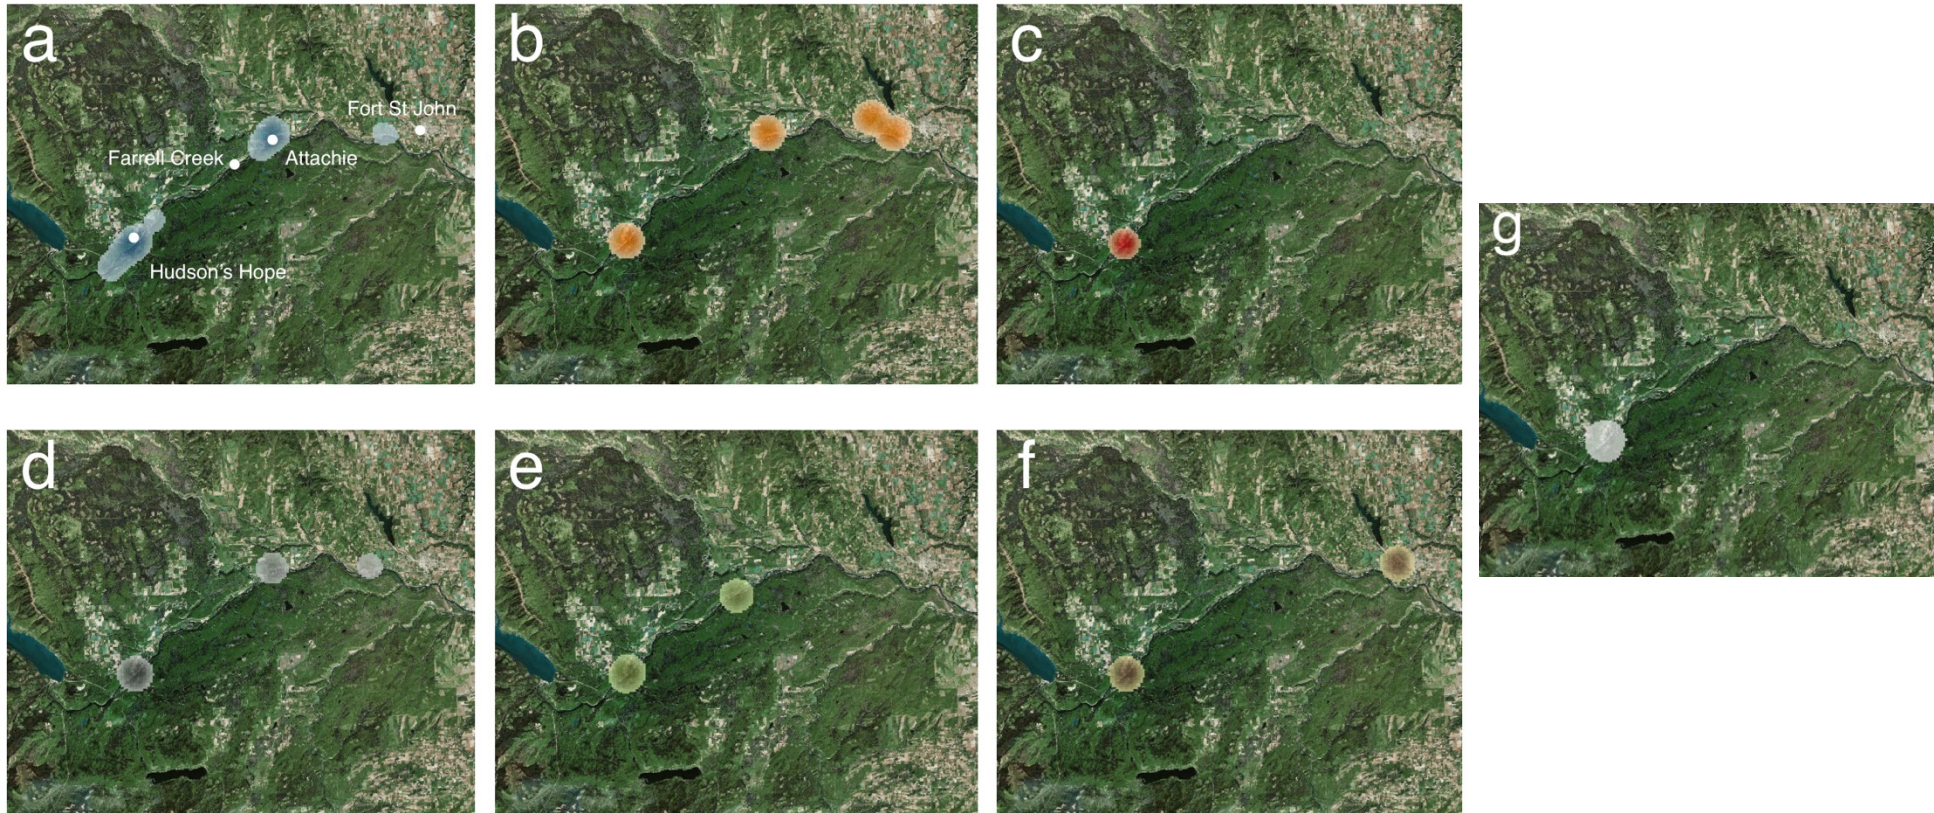 a
Fort St John
Farrell Creek
Attachie
Hudson's Hope
b
c
d
e
f
g